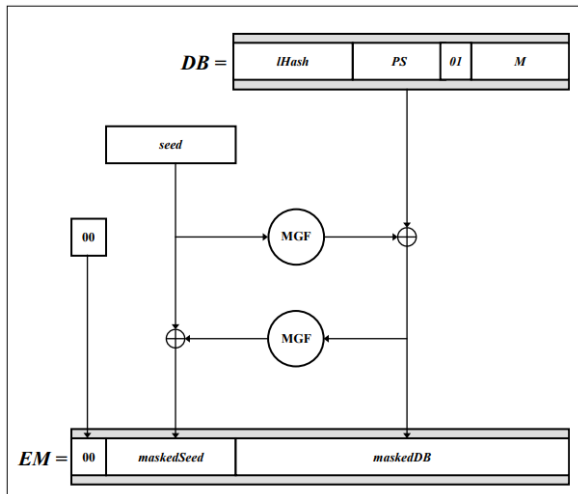 DB = lHash PS 01 M
seed
00 MGF
MGF
EM = 00 maskedSeed maskedDB